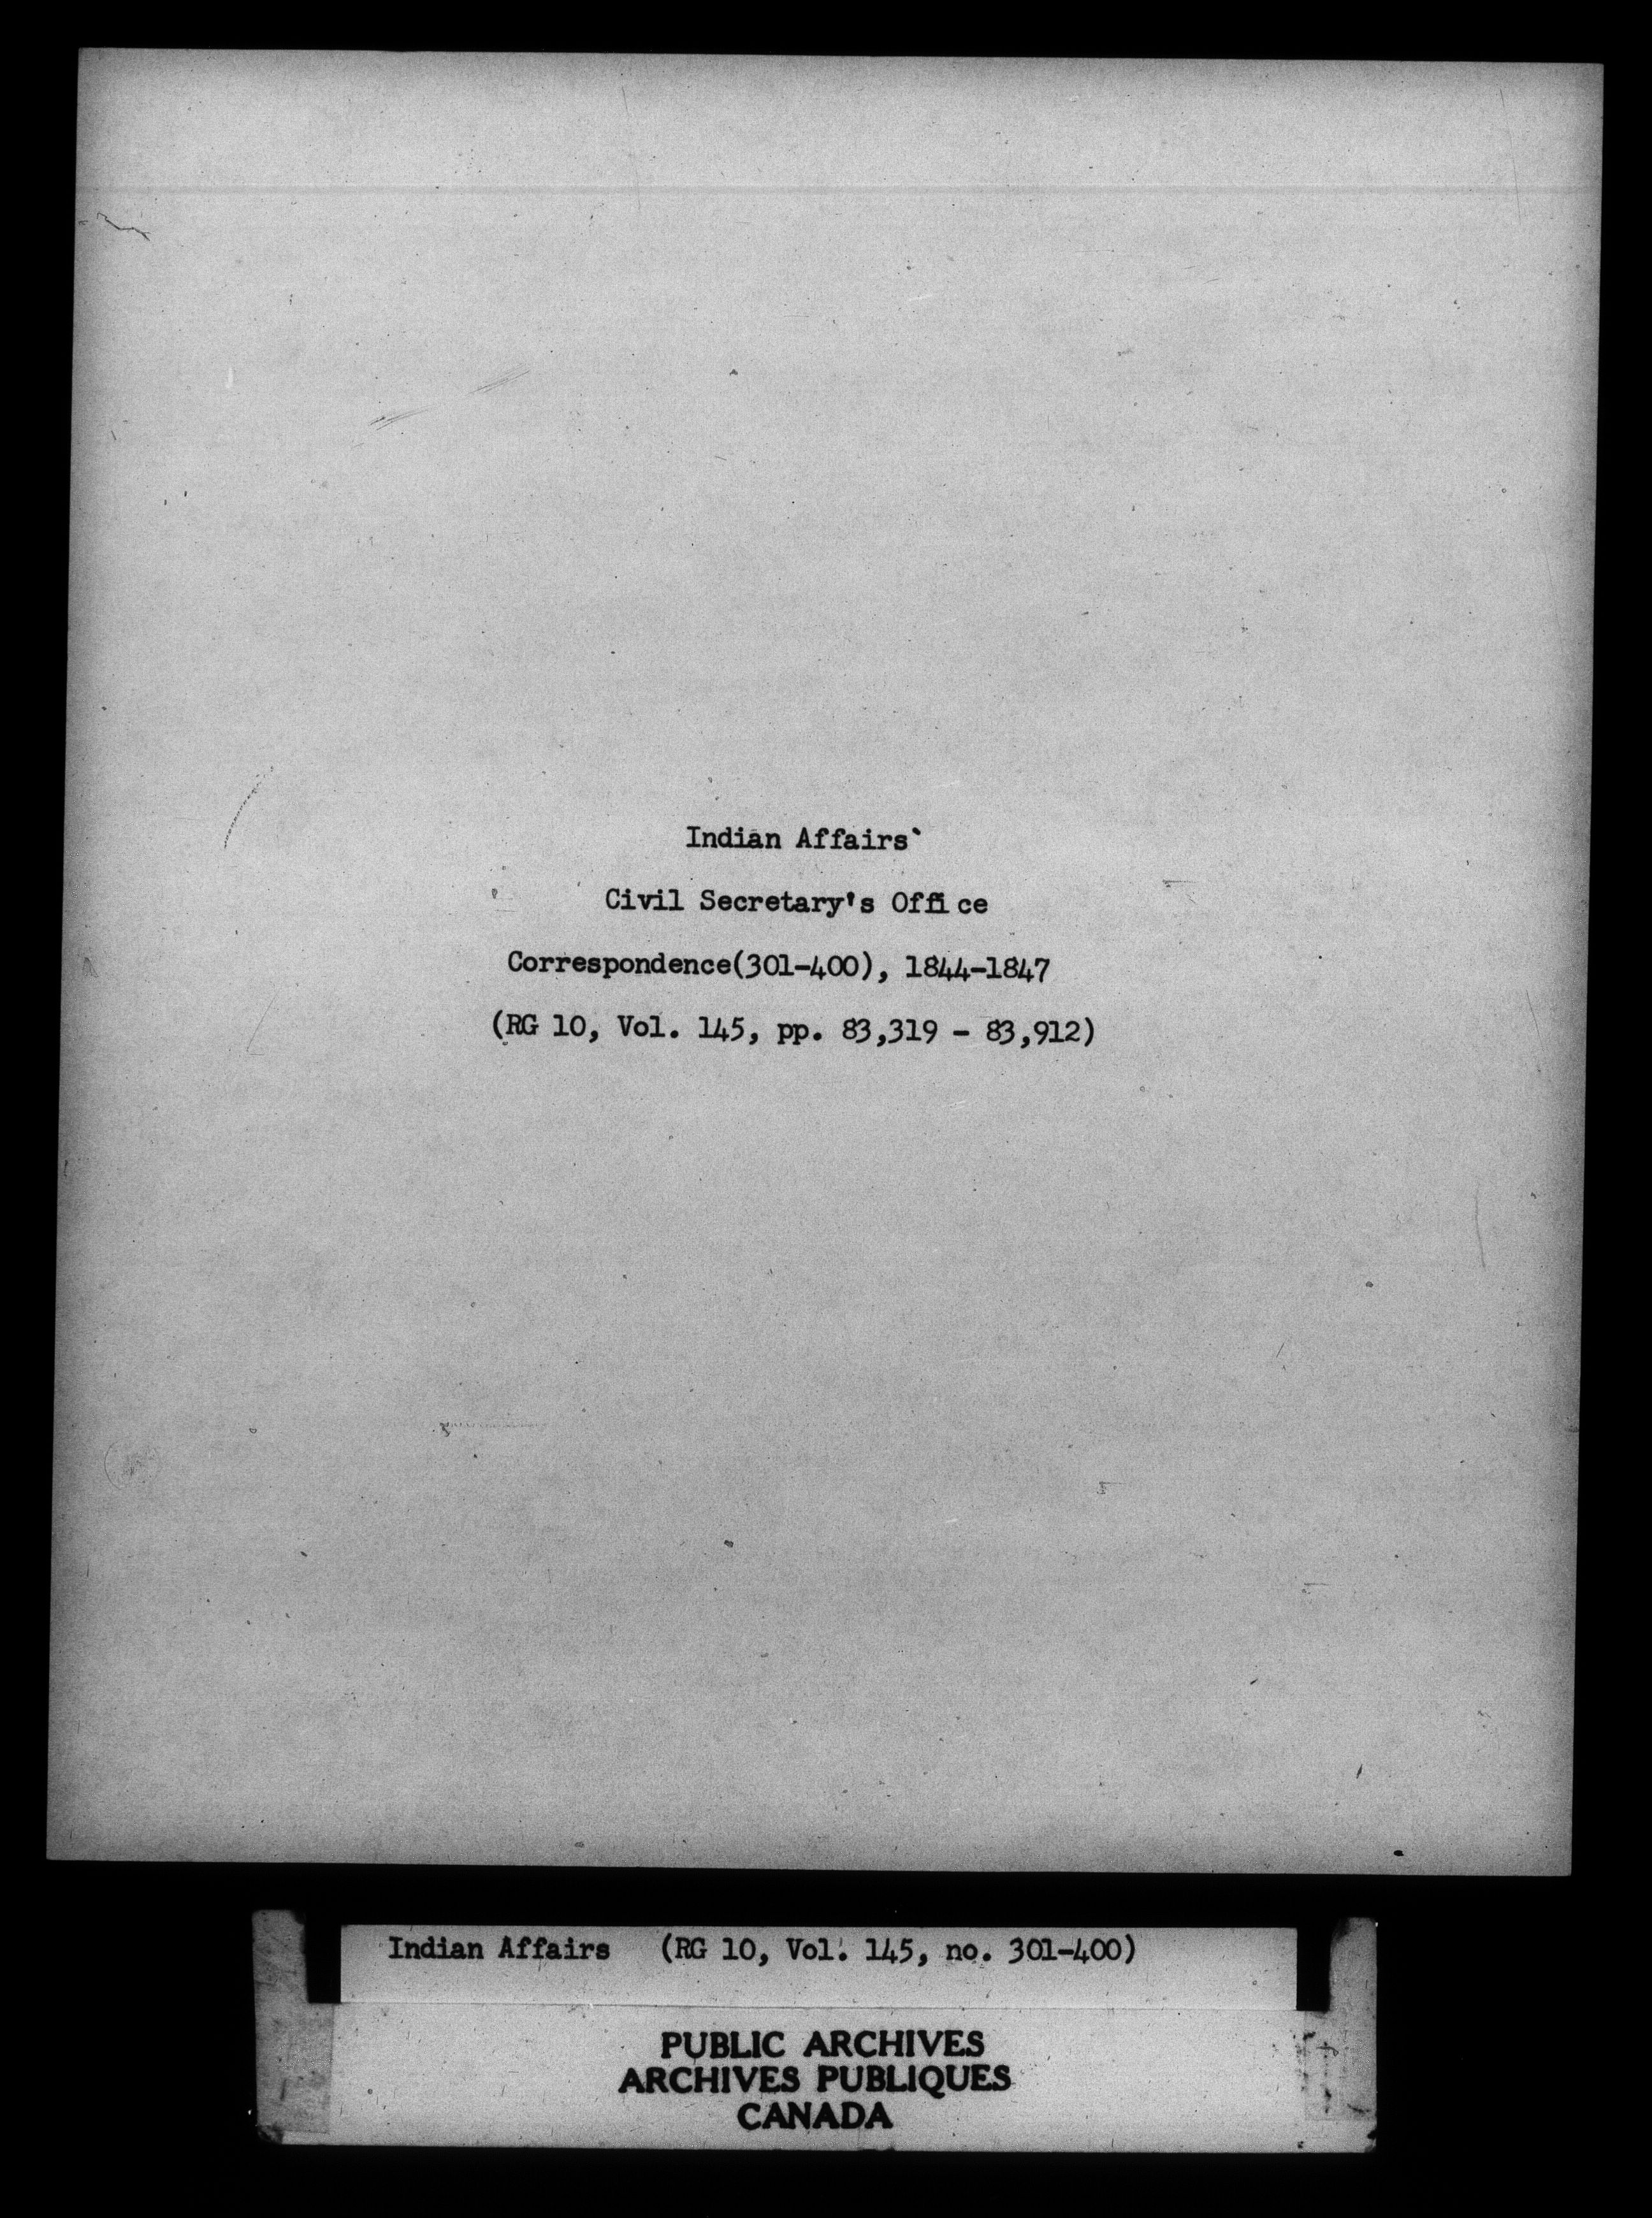 Indian Affairs
Civil Secretary's Office
Correspondence(301-400), 1844-1847
(RG 10, Vol. 145, pp. 83,319 - 83,912)
Indian Affairs (RG 10, Vol. 145, no. 301-400)
PUBLIC ARCHIVES
ARCHIVES PUBLIQUES
CANADA